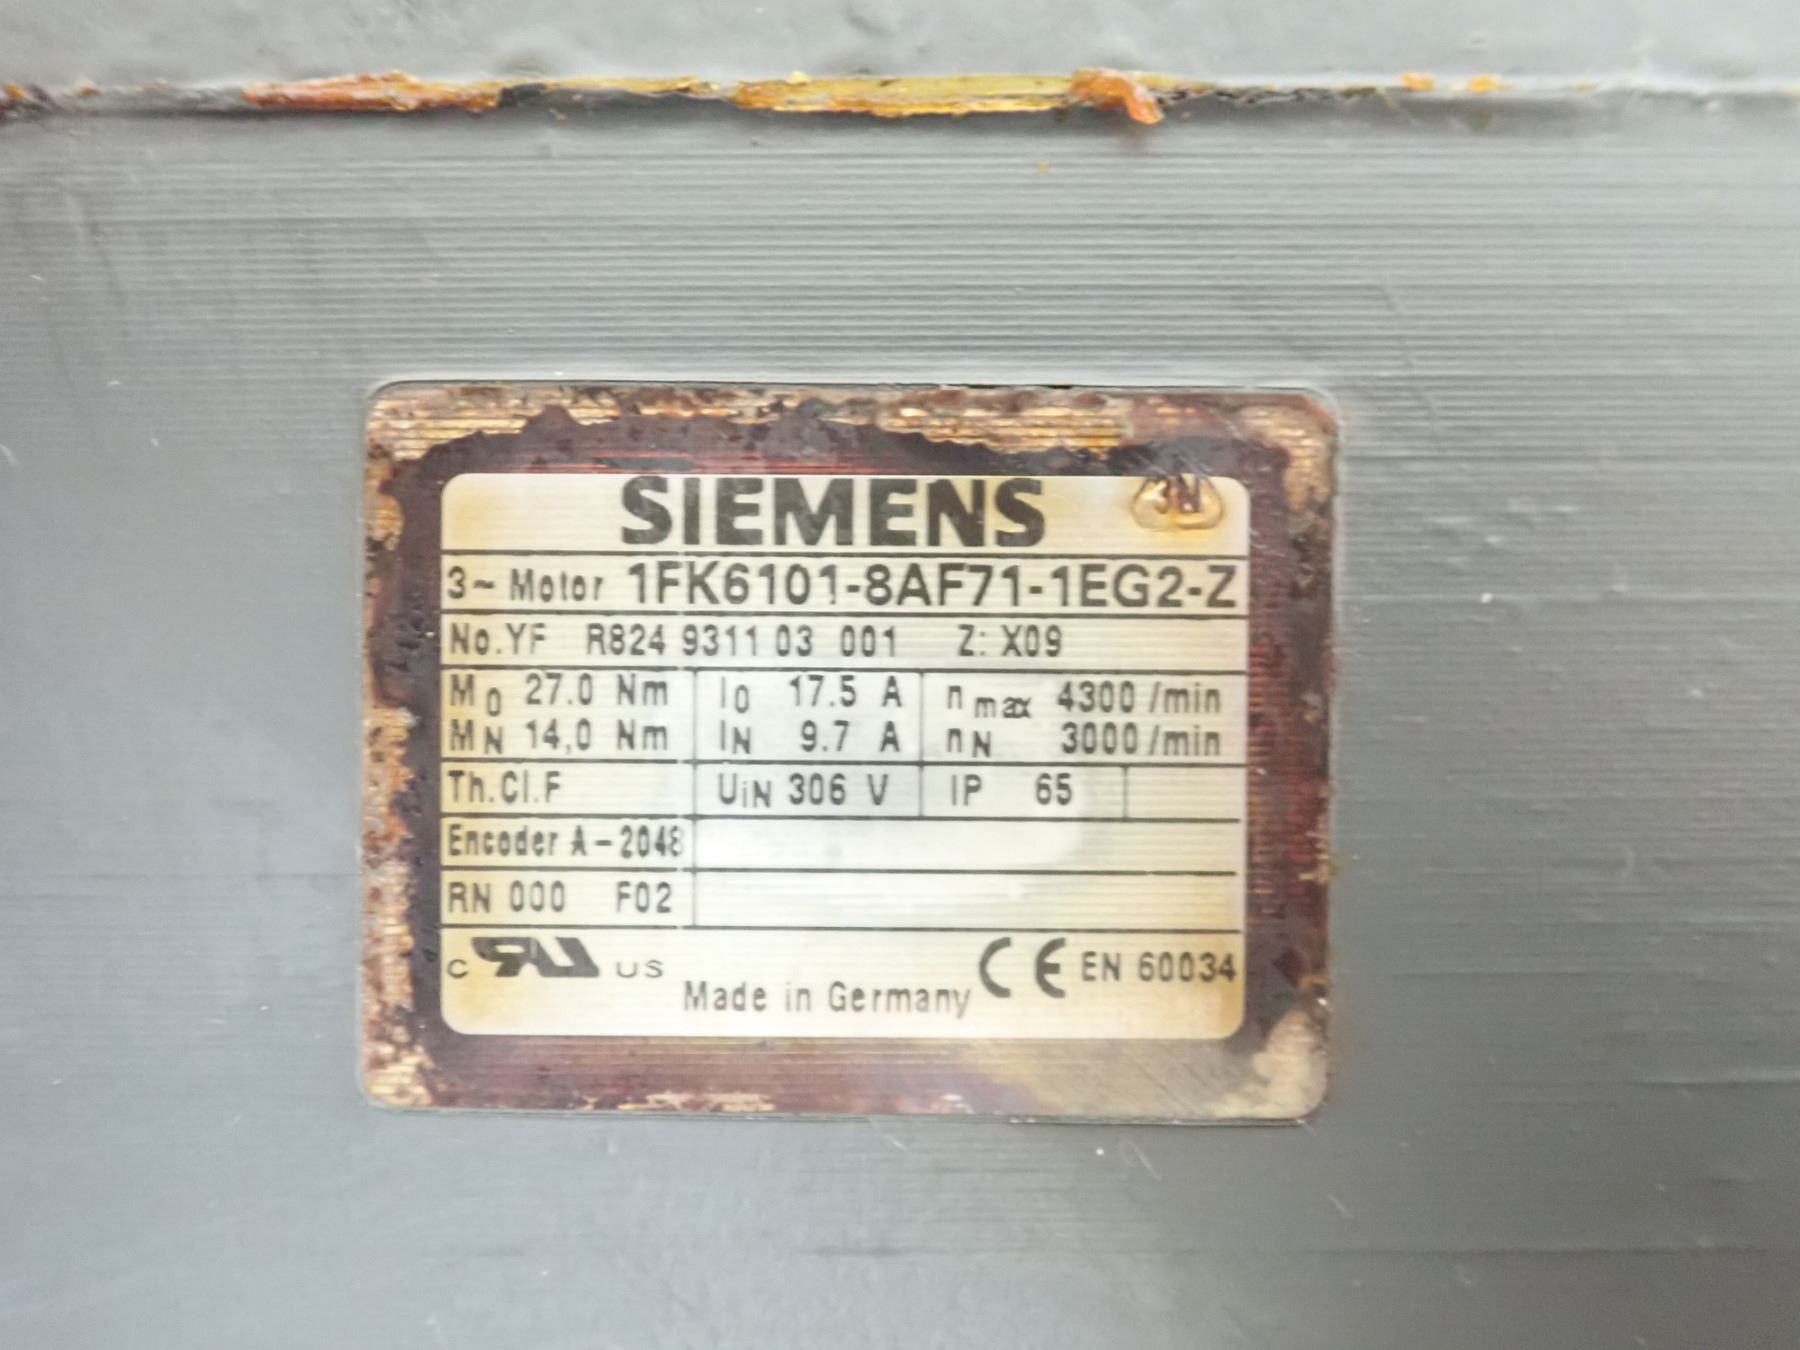 SIEMENS
3~ Motor 1FK6101-8AF71-1EG2-Z
No.YF R824 9311 03 001 Z: X09
M0 27.0 Nm I0 17.5 A nmax 4300 /min
MN 14,0 Nm IN 9.7 A nN 3000 /min
Th.Cl.F UiN 306 V IP 65
Encoder A-2048
RN 000 F02
C US CE EN 60034
Made in Germany